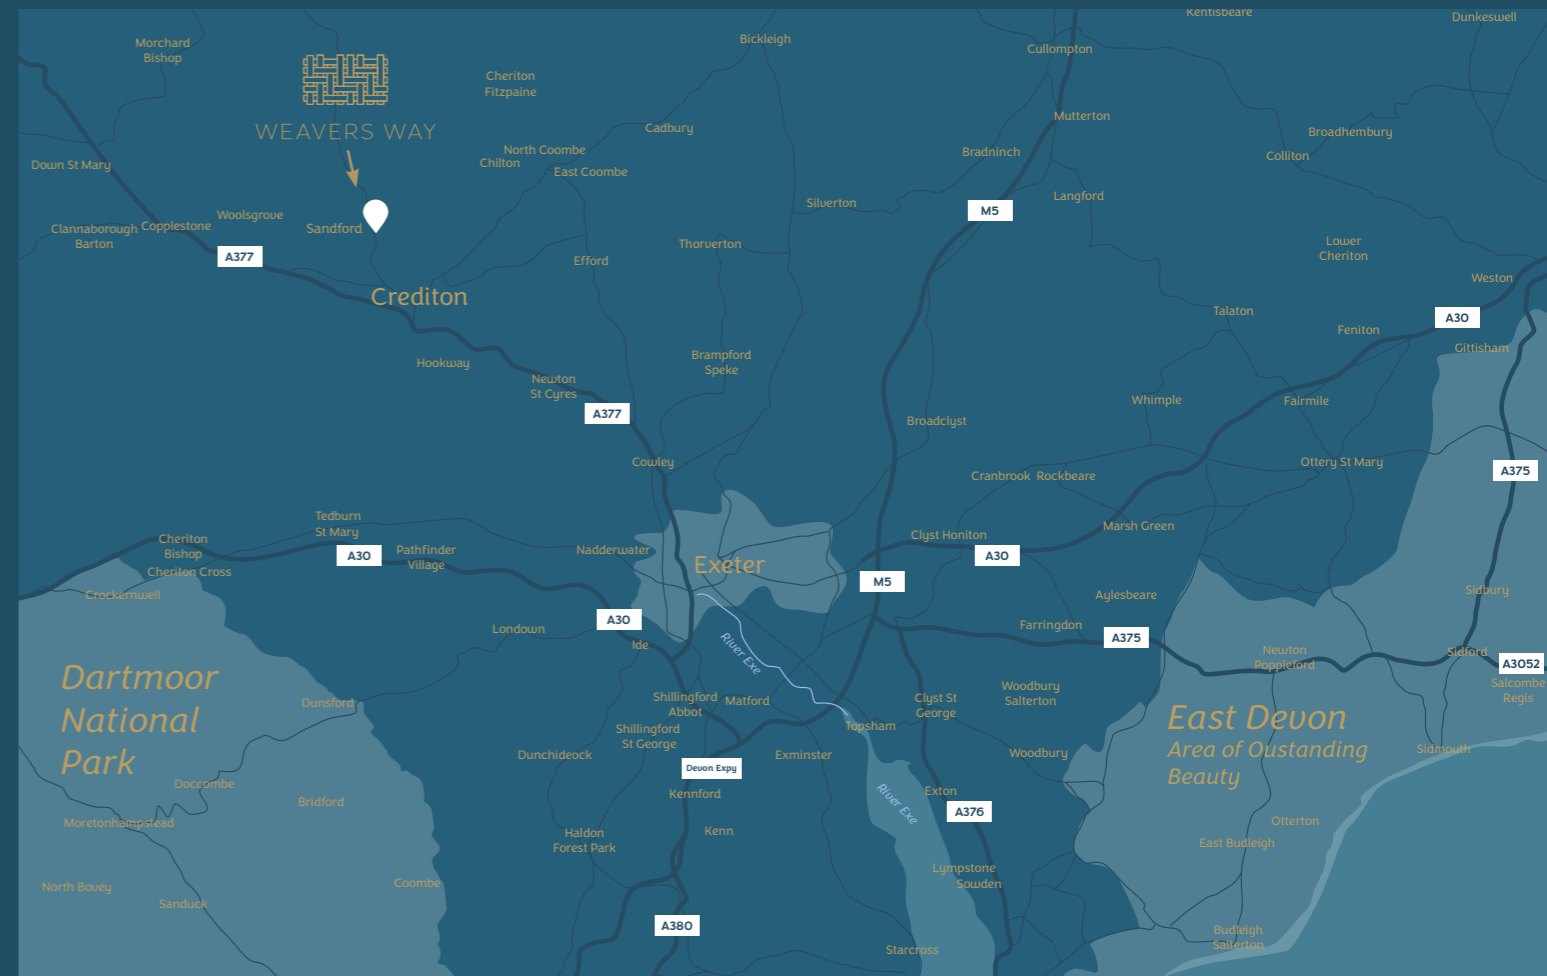 Kentisbeare
Dunkeswell
Morchard
Bishop
Bickleigh
Cullompton
Cheriton
Fitzpaine
WEAVERS WAY
Cadbury
Mutterton
Broadhembury
Down St Mary
North Coombe
Chilton
East Coombe
Bradninch
Colliton
Silverton
Langford
M5
Clannaborough
Barton
Copplestone
Woolsgrove
Sandford
A377
Efford
Thorverton
Lower
Cheriton
Weston
Crediton
Talaton
A30
Feniton
Gittisham
Hookway
Brampford
Speke
Newton
St Cyres
A377
Whimple
Fairmile
Broadclyst
Cowley
Cranbrook
Rockbeare
Ottery St Mary
A375
Tedburn
St Mary
Cheriton
Bishop
Cheriton Cross
A30
Pathfinder
Village
Nadderwater
Exeter
Clyst Honiton
A30
Marsh Green
M5
Crockernwell
Aylesbeare
Sidbury
Londown
A30
Ide
River Exe
Farringdon
A375
Newton
Poppleford
Sidford
A3052
Salcombe
Regis
Dartmoor
National
Park
Dunsford
Shillingford
Abbot
Matford
Clyst St
George
Woodbury
Salterton
East Devon
Area of Oustanding
Beauty
Shillingford
St George
Topsham
Dunchideock
Exminster
Woodbury
Sidmouth
Devon Expy
Doccombe
Bridford
Kennford
River Exe
Exton
A376
Moretonhampstead
Haldon
Forest Park
Kenn
Otterton
East Budleigh
North Bovey
Sanduck
Coombe
Lympstone
Sowden
A380
Starcross
Budleigh
Salterton